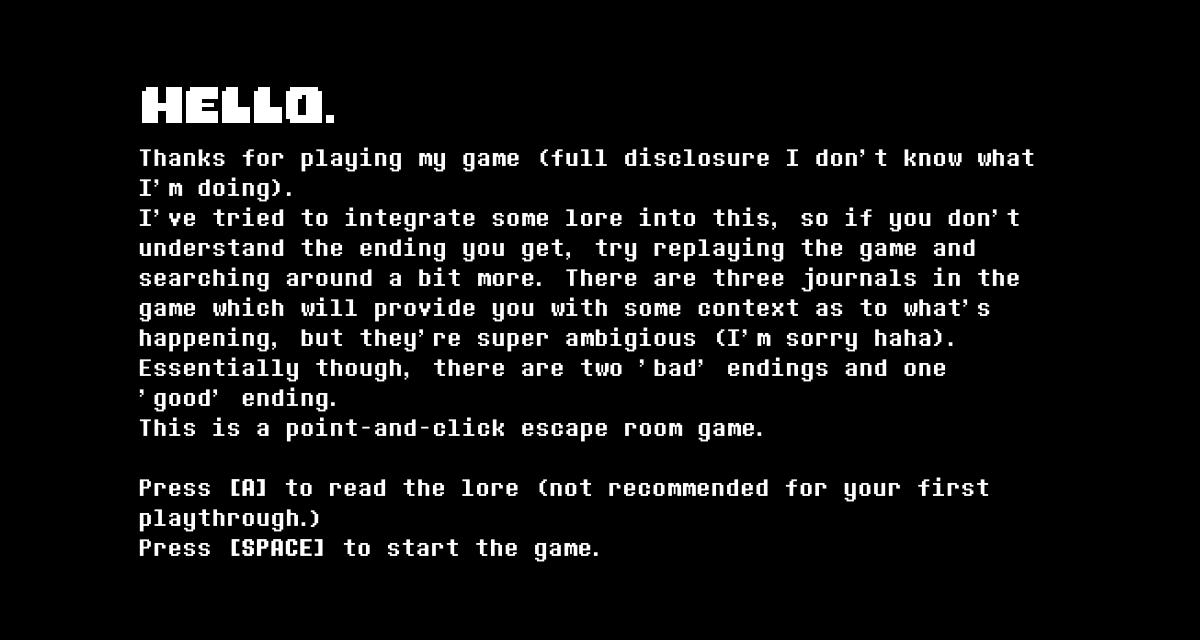 HELLO.
Thanks for playing my game (full disclosure I don't know what
I'm doing).
I've tried to integrate some lore into this, so if you don't
understand the ending you get, try replaying the game and
searching around a bit more. There are three journals in the
game which will provide you with some context as to what's
happening, but they're super ambigious (I'm sorry haha).
Essentially though, there are two 'bad' endings and one
'good' ending.
This is a point-and-click escape room game.
Press [A] to read the lore (not recommended for your first
playthrough.)
Press [SPACE] to start the game.